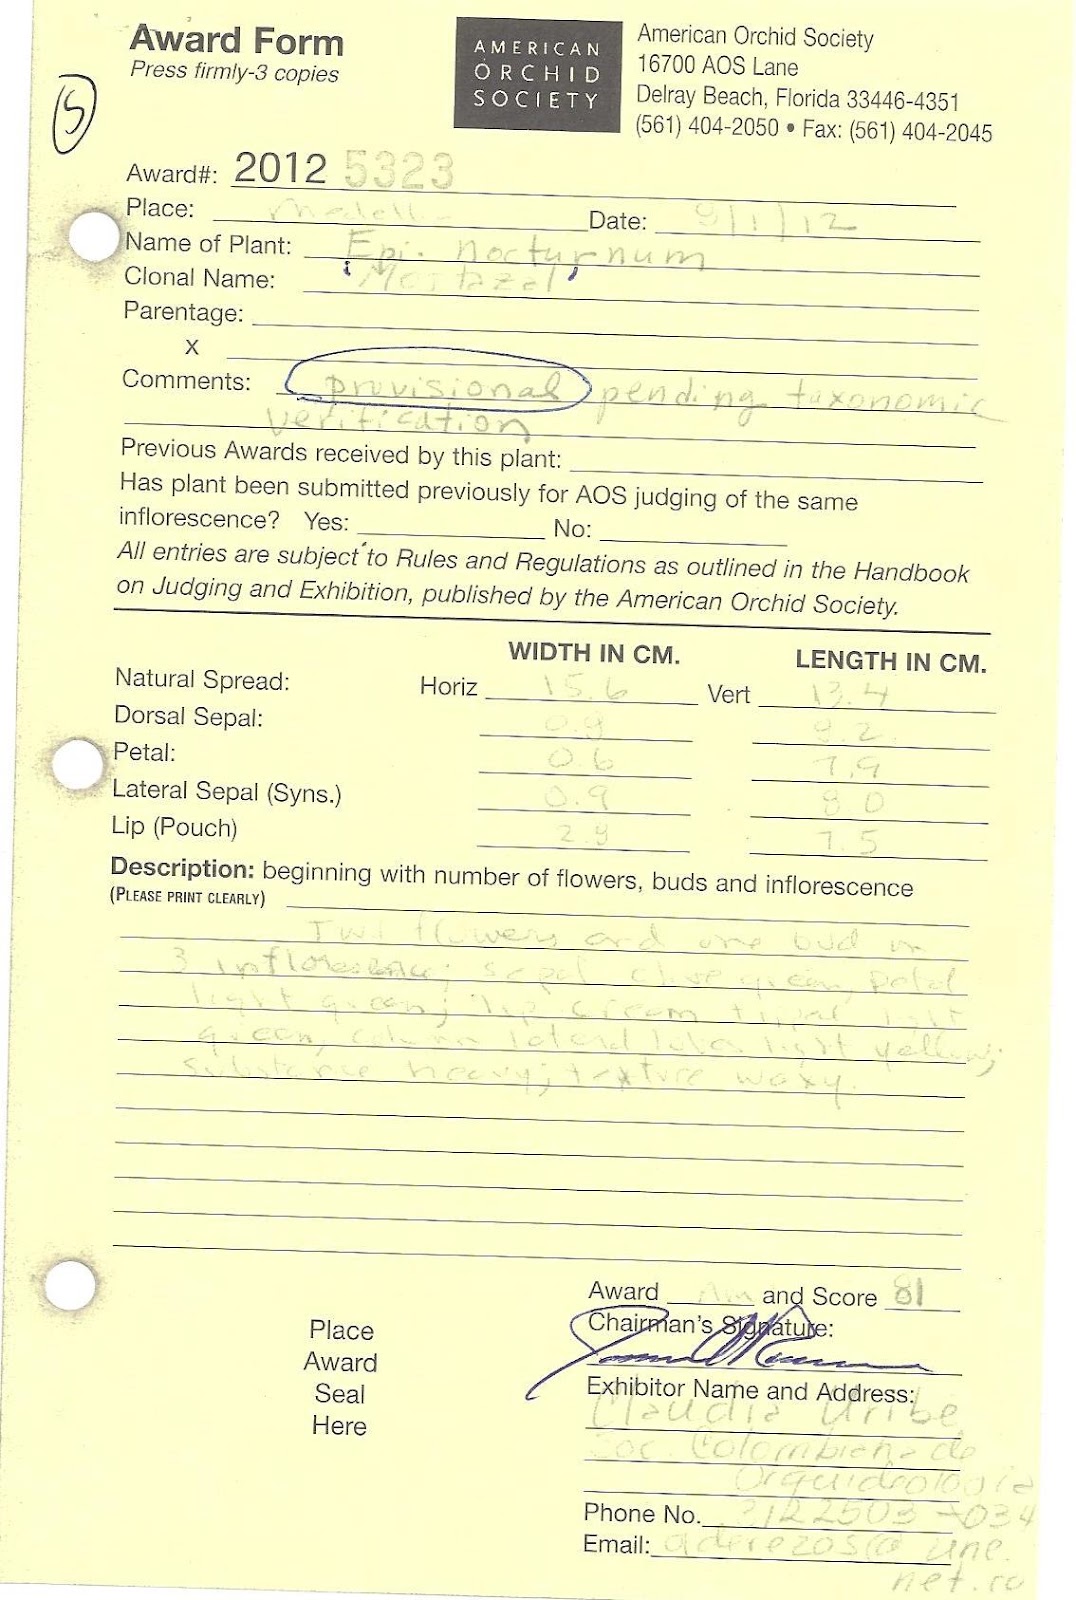 Award Form
Press firmly-3 copies
AMERICAN
ORCHID
SOCIETY
American Orchid Society
16700 AOS Lane
Delray Beach, Florida 33446-4351
(561) 404-2050 • Fax: (561) 404-2045
5
Award#: 2012 5323
Place: Date: 8/1/12
Name of Plant: Epi. nocturnum
Clonal Name:
Parentage:
X
Comments: provisional pending taxonomic
verification
Previous Awards received by this plant:
Has plant been submitted previously for AOS judging of the same
inflorescence? Yes: No:
All entries are subject to Rules and Regulations as outlined in the Handbook
on Judging and Exhibition, published by the American Orchid Society.
WIDTH IN CM. LENGTH IN CM.
Natural Spread: Horiz 15.6 Vert 13.4
Dorsal Sepal:
Petal: 0.6 7.9
Lateral Sepal (Syns.) 0.9 8.0
Lip (Pouch) 7.5
Description: beginning with number of flowers, buds and inflorescence
(PLEASE PRINT CLEARLY)
Two flowers and one bud on
3 inflorescence; sepal olive green, petal
light green; lip cream light
green, column lateral lobes light yellow;
substance heavy; texture waxy.
Award AM and Score 81
Chairman's Signature:
Place
Award
Seal
Here
Exhibitor Name and Address:
Claudia Uribe
Soc. Colombiana de
Orquideologia
Phone No. 3122503-034
Email: aderezos@une.
net.co